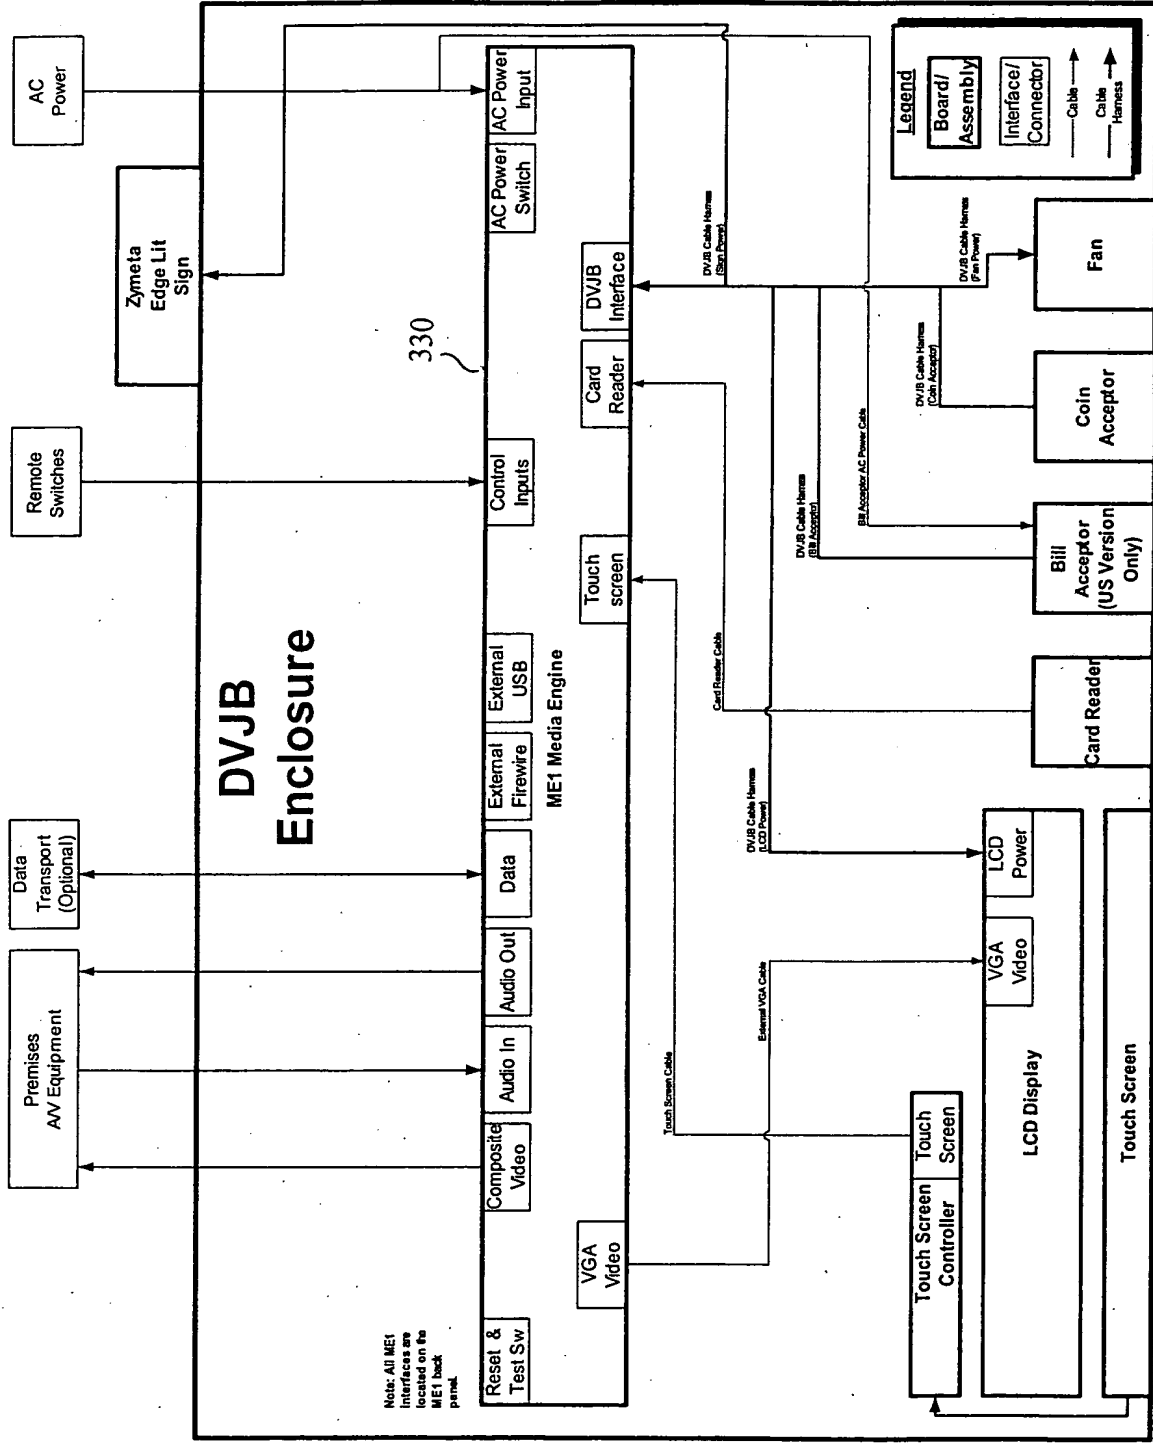 AC
Power
Zymeta
Edge Lit
Sign
Remote
Switches
Data
Transport
(Optional)
Premises
A/V Equipment
DVJB
Enclosure
330
AC Power
Input
AC Power
Switch
DVJB
Interface
Card
Reader
Control
Inputs
Touch
screen
External
USB
External
Firewire
ME1 Media Engine
Data
Audio Out
Audio In
Composite
Video
VGA
Video
Reset &
Test Sw
Note: All ME1
interfaces are
located on the
ME1 back
panel.
DVJB Cable Harness
(Sign Power)
DVJB Cable Harness
(Fan Power)
DVJB Cable Harness
(Coin Acceptor)
Bill Acceptor AC Power Cable
DVJB Cable Harness
(Bill Acceptor)
Card Reader Cable
DVJB Cable Harness
(LCD Power)
External VGA Cable
Touch Screen Cable
Legend
Board/
Assembly
Interface/
Connector
Cable
Cable
Harness
Fan
Coin
Acceptor
Bill
Acceptor
(US Version
Only)
Card Reader
LCD
Power
VGA
Video
LCD Display
Touch Screen
Controller
Touch
Screen
Touch Screen